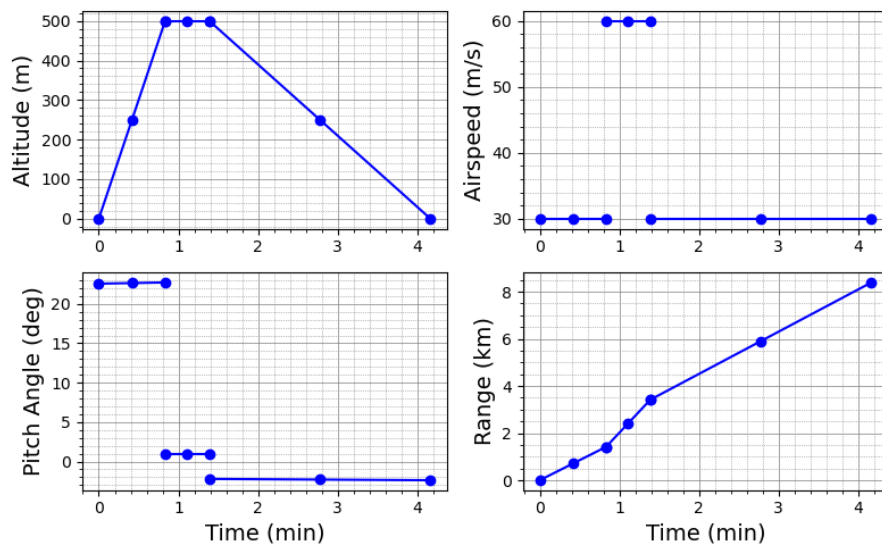 Altitude (m)
500
400
300
200
100
0
0 1 2 3 4
Airspeed (m/s)
60
50
40
30
0 1 2 3 4
Pitch Angle (deg)
20
15
10
5
0
0 1 2 3 4
Time (min)
Range (km)
8
6
4
2
0
0 1 2 3 4
Time (min)